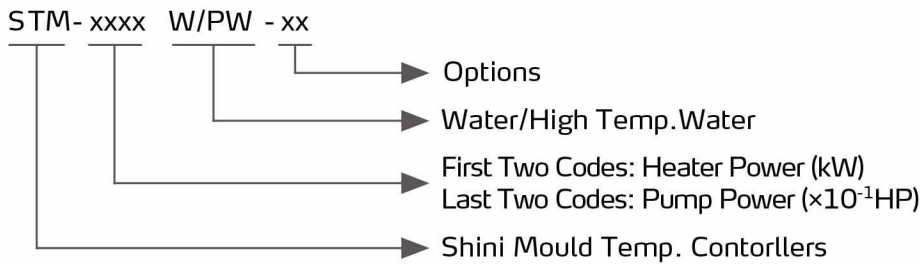 STM- xxxx W/PW - xx
Options
Water/High Temp.Water
First Two Codes: Heater Power (kW)
Last Two Codes: Pump Power (×10⁻¹HP)
Shini Mould Temp. Contorllers